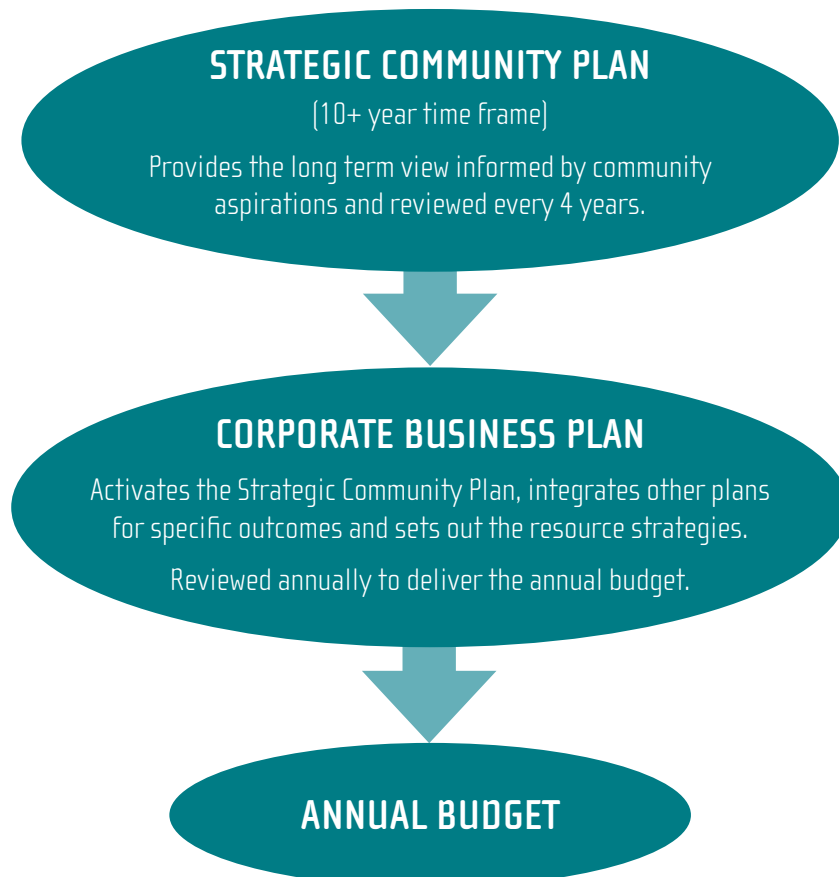 STRATEGIC COMMUNITY PLAN
(10+ year time frame)
Provides the long term view informed by community
aspirations and reviewed every 4 years.
CORPORATE BUSINESS PLAN
Activates the Strategic Community Plan, integrates other plans
for specific outcomes and sets out the resource strategies.
Reviewed annually to deliver the annual budget.
ANNUAL BUDGET